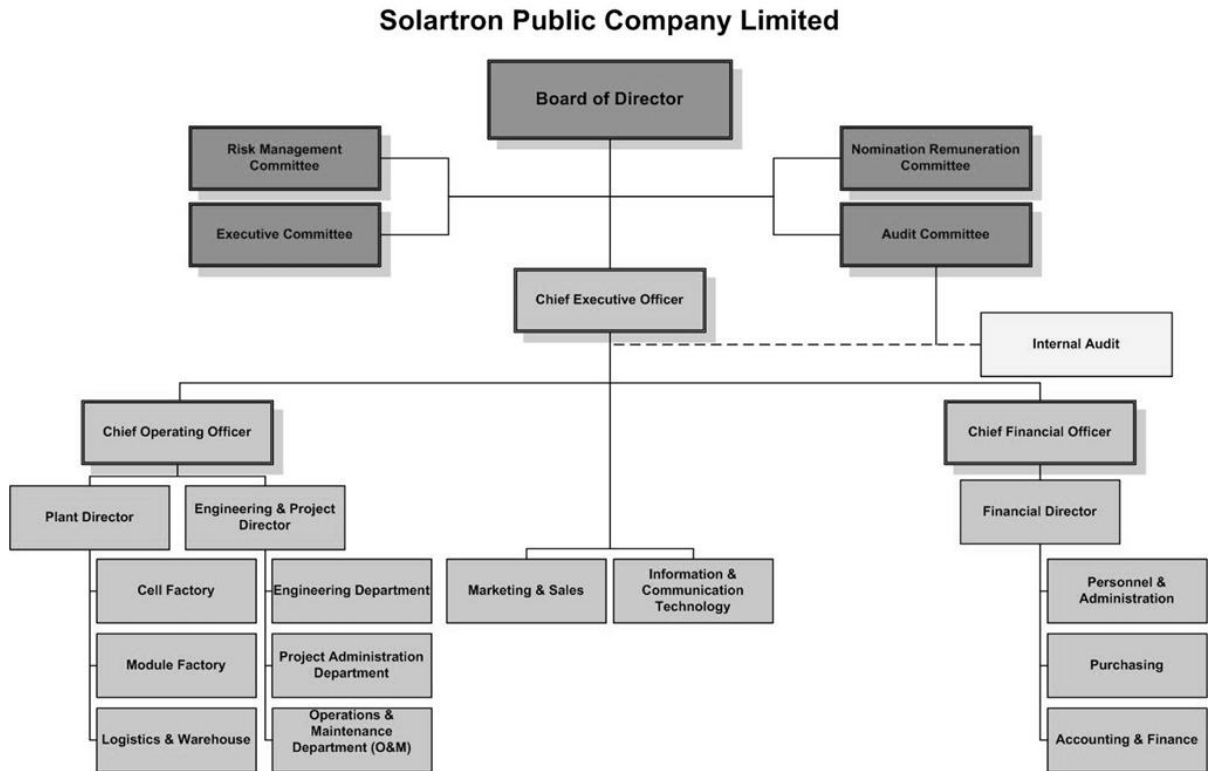 Solartron Public Company Limited
Board of Director
Risk Management
Committee
Nomination Remuneration
Committee
Executive Committee
Audit Committee
Chief Executive Officer
Internal Audit
Chief Operating Officer
Chief Financial Officer
Plant Director
Engineering & Project
Director
Financial Director
Cell Factory
Engineering Department
Marketing & Sales
Information &
Communication
Technology
Personnel &
Administration
Module Factory
Project Administration
Department
Purchasing
Logistics & Warehouse
Operations &
Maintenance
Department (O&M)
Accounting & Finance